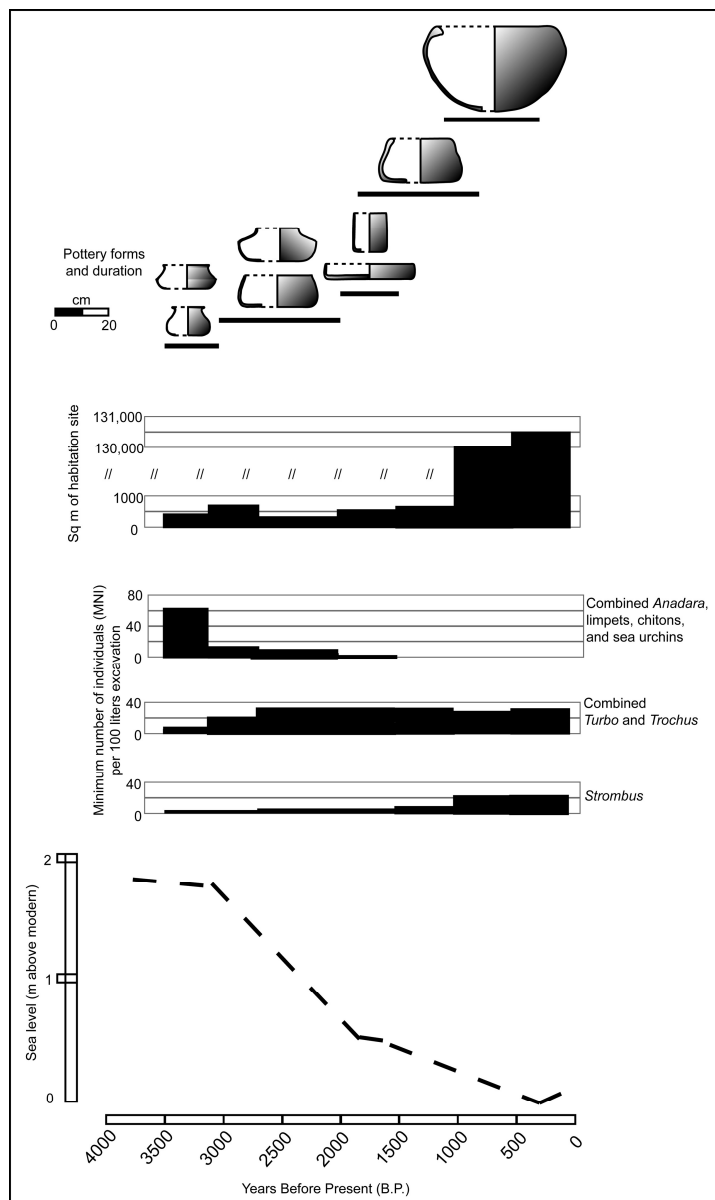 Pottery forms
and duration
cm
0 20
Sq m of habitation site
131,000
130,000
// // // // // // // //
1000
0
Minimum number of individuals (MNI)
per 100 liters excavation
80
40
0
Combined Anadara,
limpets, chitons,
and sea urchins
40
0
Combined
Turbo and Trochus
40
0
Strombus
Sea level (m above modern)
2
1
0
4000 3500 3000 2500 2000 1500 1000 500 0
Years Before Present (B.P.)